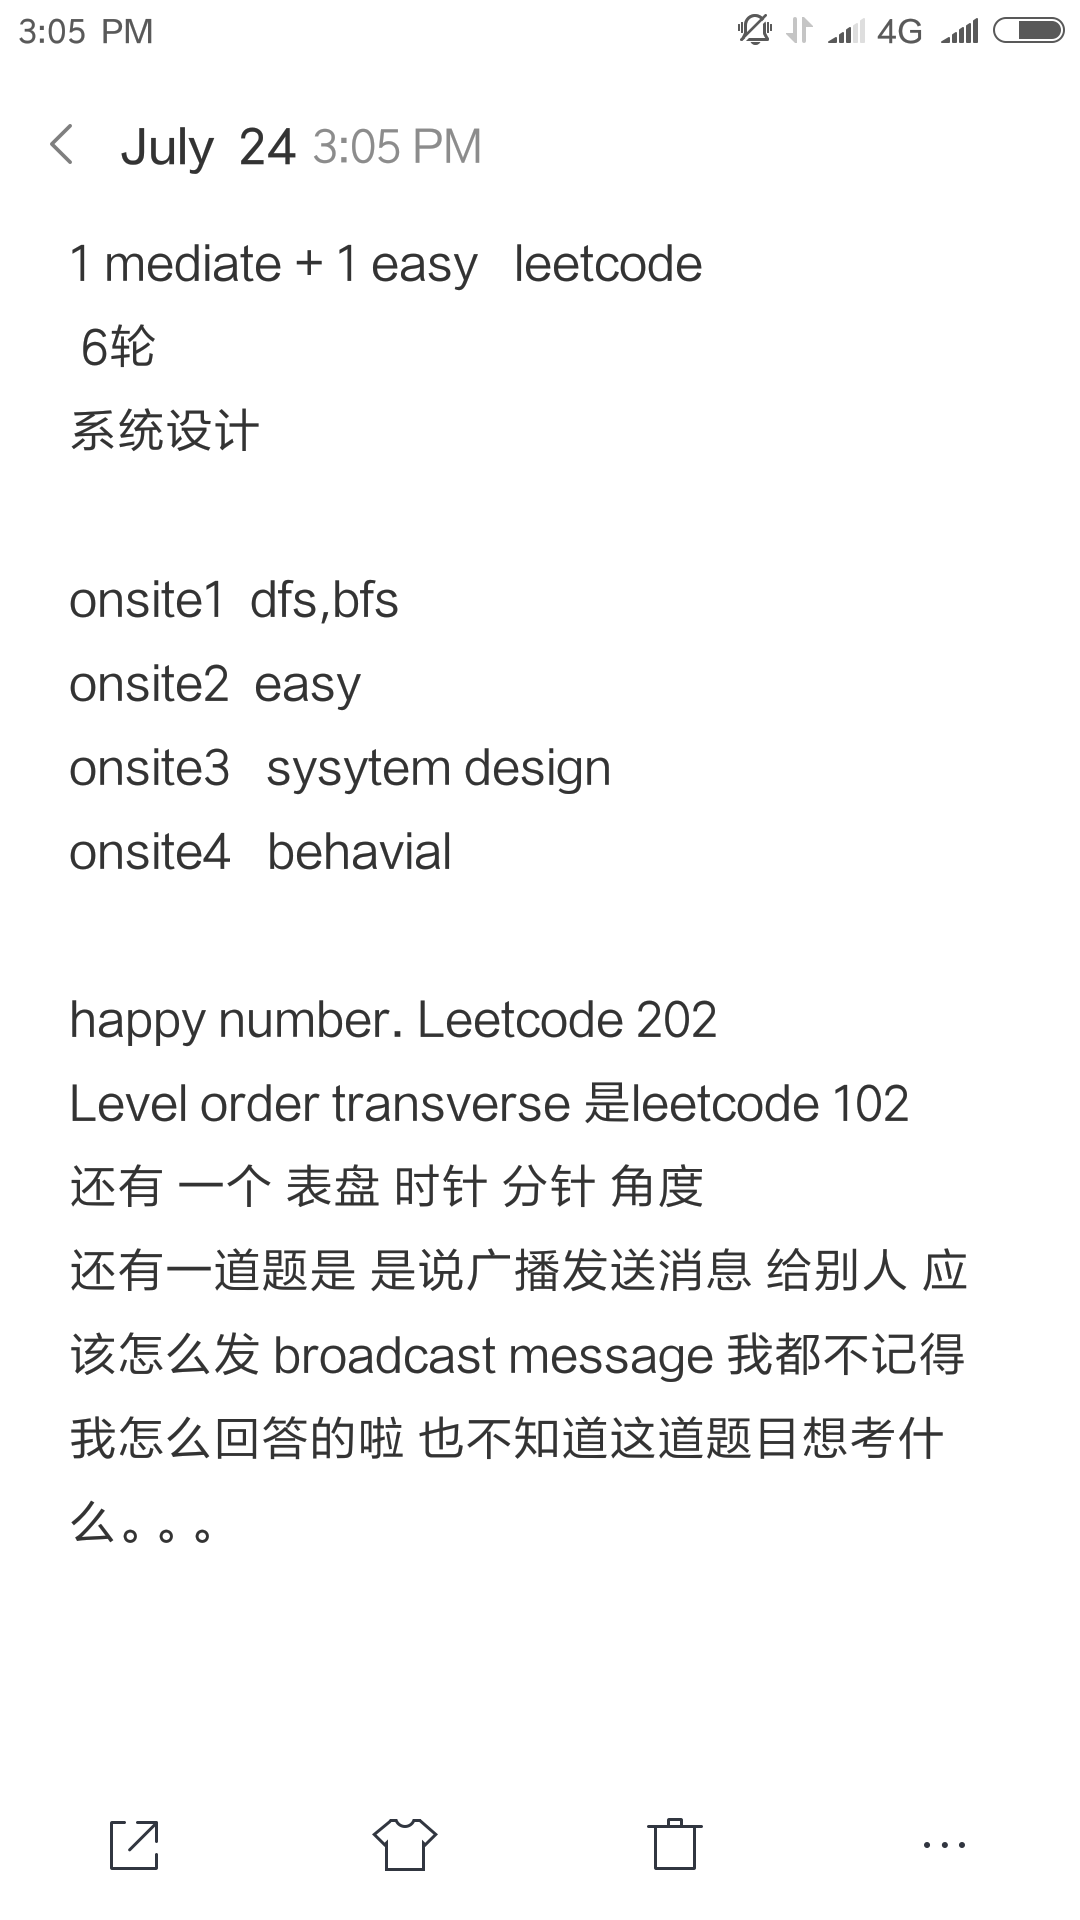 3:05 PM 4G
July 24 3:05 PM
1 mediate + 1 easy leetcode
6轮
系统设计
onsite1 dfs,bfs
onsite2 easy
onsite3 sysytem design
onsite4 behavial
happy number. Leetcode 202
Level order transverse 是leetcode 102
还有 一个 表盘 时针 分针 角度
还有一道题是 是说广播发送消息 给别人 应
该怎么发 broadcast message 我都不记得
我怎么回答的啦 也不知道这道题目想考什
么。。。